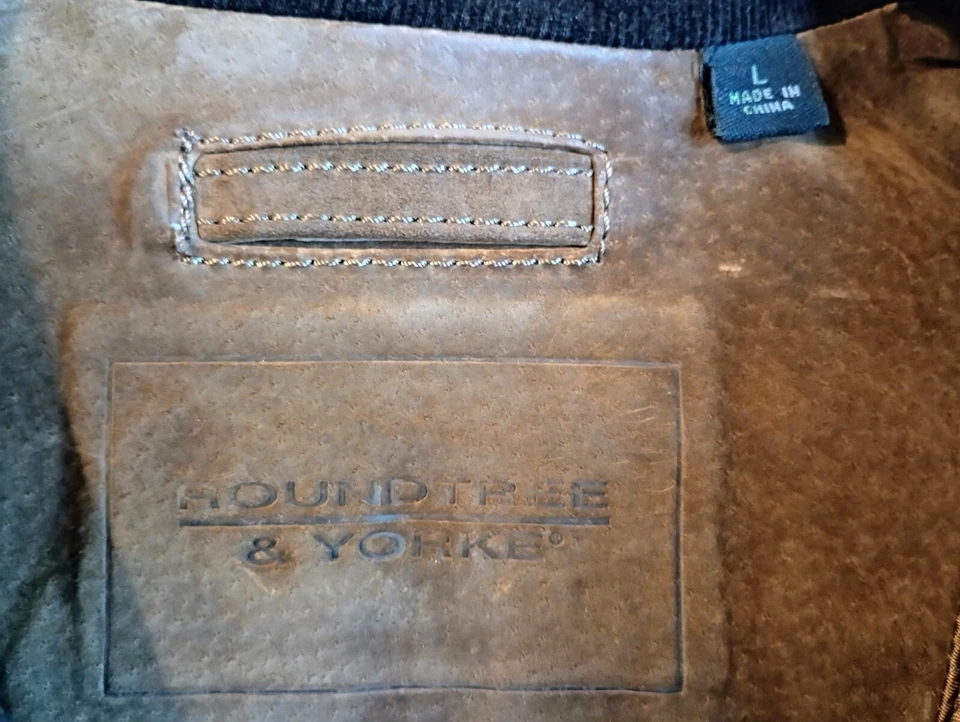 L
MADE IN
CHINA
ROUNDTREE
& YORKE®